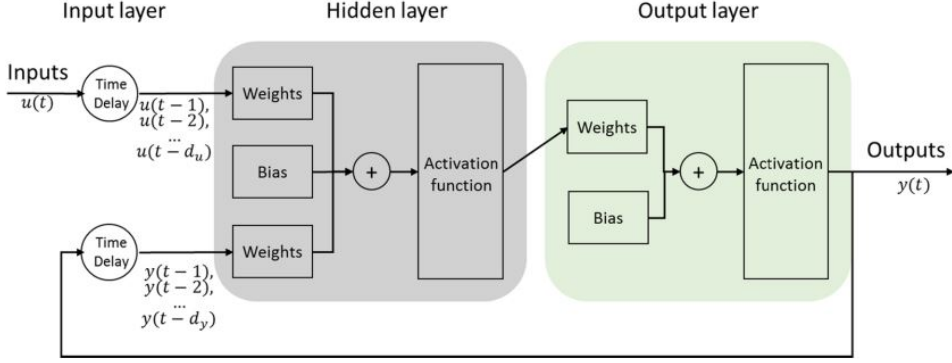 Input layer
Hidden layer
Output layer
Inputs
u(t)
Time
Delay
u(t − 1),
u(t − 2),
...
u(t − d_u)
Weights
Bias
Weights
+
Activation
function
Weights
Bias
+
Activation
function
Outputs
y(t)
Time
Delay
y(t − 1),
y(t − 2),
...
y(t − d_y)